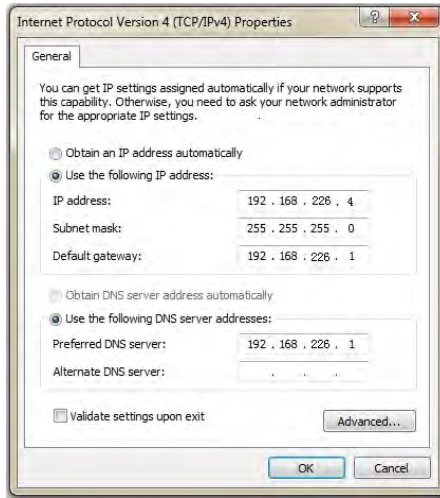 Internet Protocol Version 4 (TCP/IPv4) Properties
General
You can get IP settings assigned automatically if your network supports
this capability. Otherwise, you need to ask your network administrator
for the appropriate IP settings.
Obtain an IP address automatically
Use the following IP address:
IP address: 192 . 168 . 226 . 4
Subnet mask: 255 . 255 . 255 . 0
Default gateway: 192 . 168 . 226 . 1
Obtain DNS server address automatically
Use the following DNS server addresses:
Preferred DNS server: 192 . 168 . 226 . 1
Alternate DNS server: . . .
Validate settings upon exit
Advanced...
OK Cancel